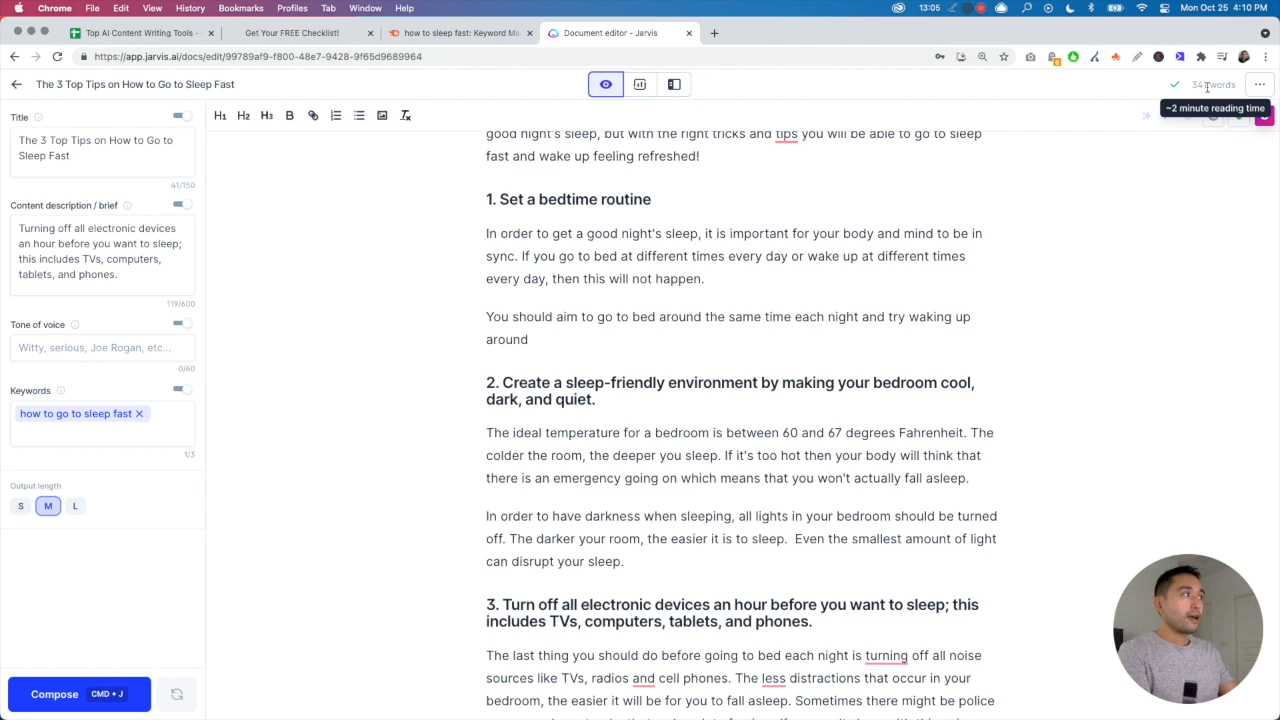 Chrome File Edit View History Bookmarks Profiles Tab Window Help 13:05 Mon Oct 25 4:10 PM
Top AI Content Writing Tools - Get Your FREE Checklist! how to sleep fast: Keyword Ma Document editor - Jarvis
https://app.jarvis.ai/docs/edit/99789af9-f800-48e7-9428-9f65d9689964
The 3 Top Tips on How to Go to Sleep Fast
words
~2 minute reading time
Title
The 3 Top Tips on How to Go to
Sleep Fast
41/150
Content description / brief
Turning off all electronic devices
an hour before you want to sleep;
this includes TVs, computers,
tablets, and phones.
119/600
Tone of voice
Witty, serious, Joe Rogan, etc...
0/60
Keywords
how to go to sleep fast
1/3
Output length
S M L
Compose CMD + J
H1 H2 H3 B
good night's sleep, but with the right tricks and tips you will be able to go to sleep
fast and wake up feeling refreshed!
1. Set a bedtime routine
In order to get a good night's sleep, it is important for your body and mind to be in
sync. If you go to bed at different times every day or wake up at different times
every day, then this will not happen.
You should aim to go to bed around the same time each night and try waking up
around
2. Create a sleep-friendly environment by making your bedroom cool,
dark, and quiet.
The ideal temperature for a bedroom is between 60 and 67 degrees Fahrenheit. The
colder the room, the deeper you sleep. If it's too hot then your body will think that
there is an emergency going on which means that you won't actually fall asleep.
In order to have darkness when sleeping, all lights in your bedroom should be turned
off. The darker your room, the easier it is to sleep. Even the smallest amount of light
can disrupt your sleep.
3. Turn off all electronic devices an hour before you want to sleep; this
includes TVs, computers, tablets, and phones.
The last thing you should do before going to bed each night is turning off all noise
sources like TVs, radios and cell phones. The less distractions that occur in your
bedroom, the easier it will be for you to fall asleep. Sometimes there might be police